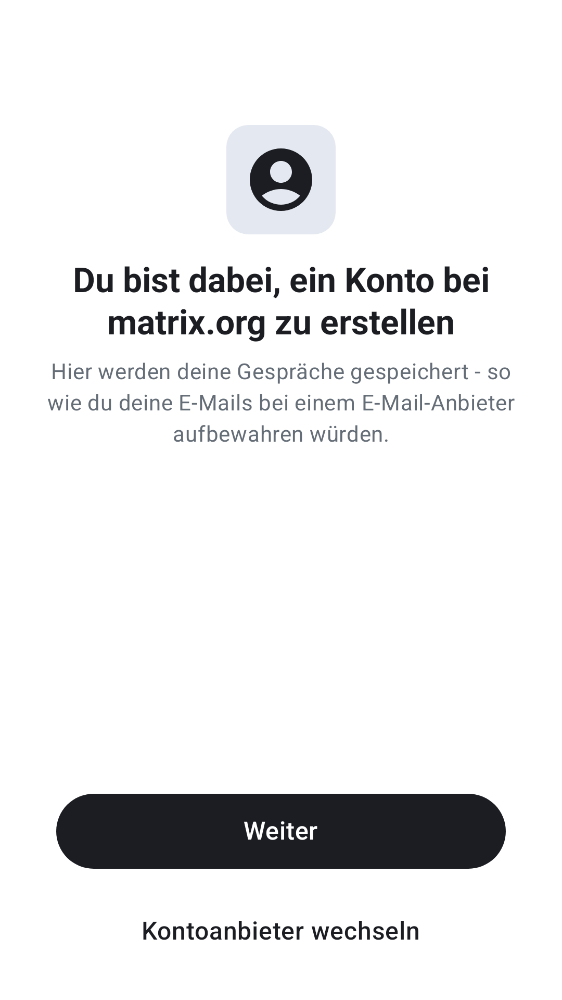 Du bist dabei, ein Konto bei
matrix.org zu erstellen
Hier werden deine Gespräche gespeichert - so
wie du deine E-Mails bei einem E-Mail-Anbieter
aufbewahren würden.
Weiter
Kontoanbieter wechseln